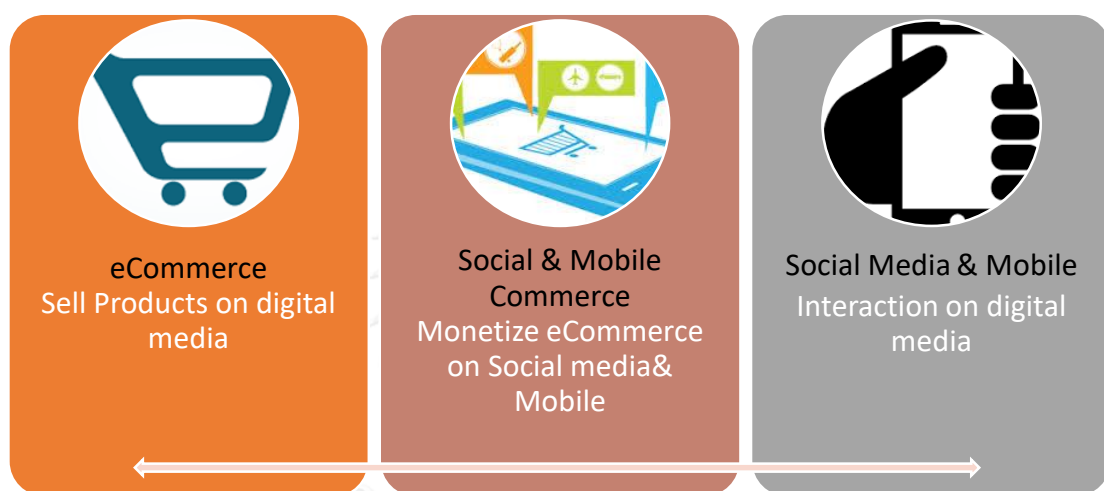 eCommerce
Sell Products on digital
media
Social & Mobile
Commerce
Monetize eCommerce
on Social media&
Mobile
Social Media & Mobile
Interaction on digital
media